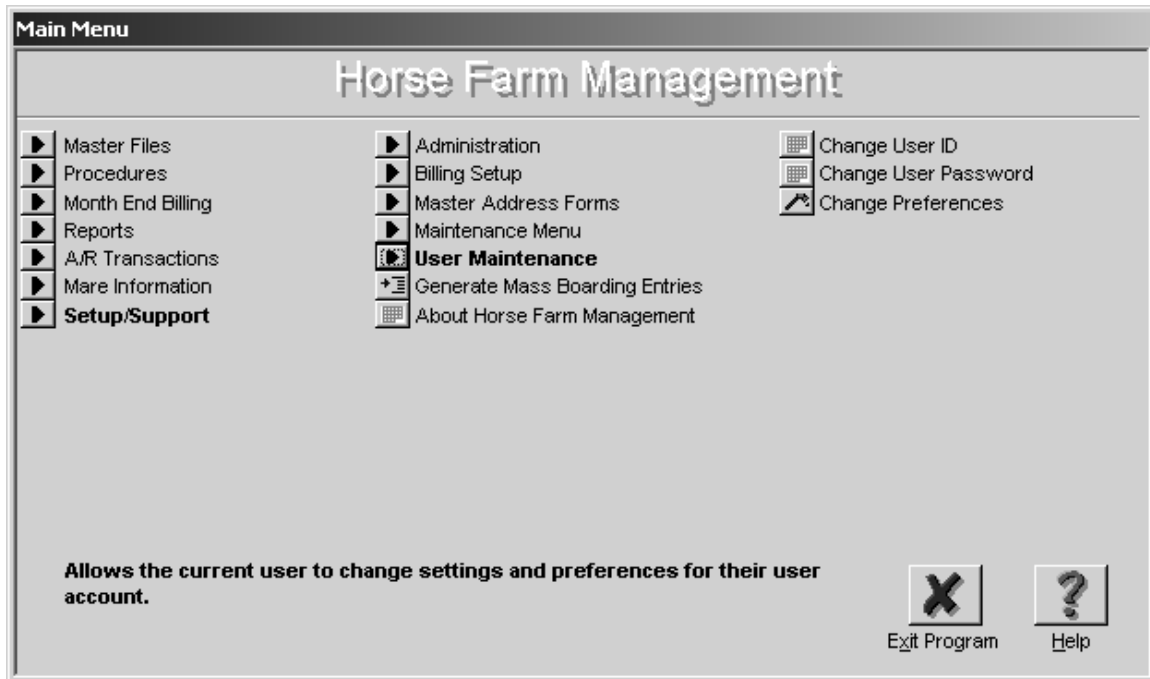 Main Menu
Horse Farm Management
Master Files
Procedures
Month End Billing
Reports
A/R Transactions
Mare Information
Setup/Support
Administration
Billing Setup
Master Address Forms
Maintenance Menu
User Maintenance
Generate Mass Boarding Entries
About Horse Farm Management
Change User ID
Change User Password
Change Preferences
Allows the current user to change settings and preferences for their user
account.
Exit Program
Help